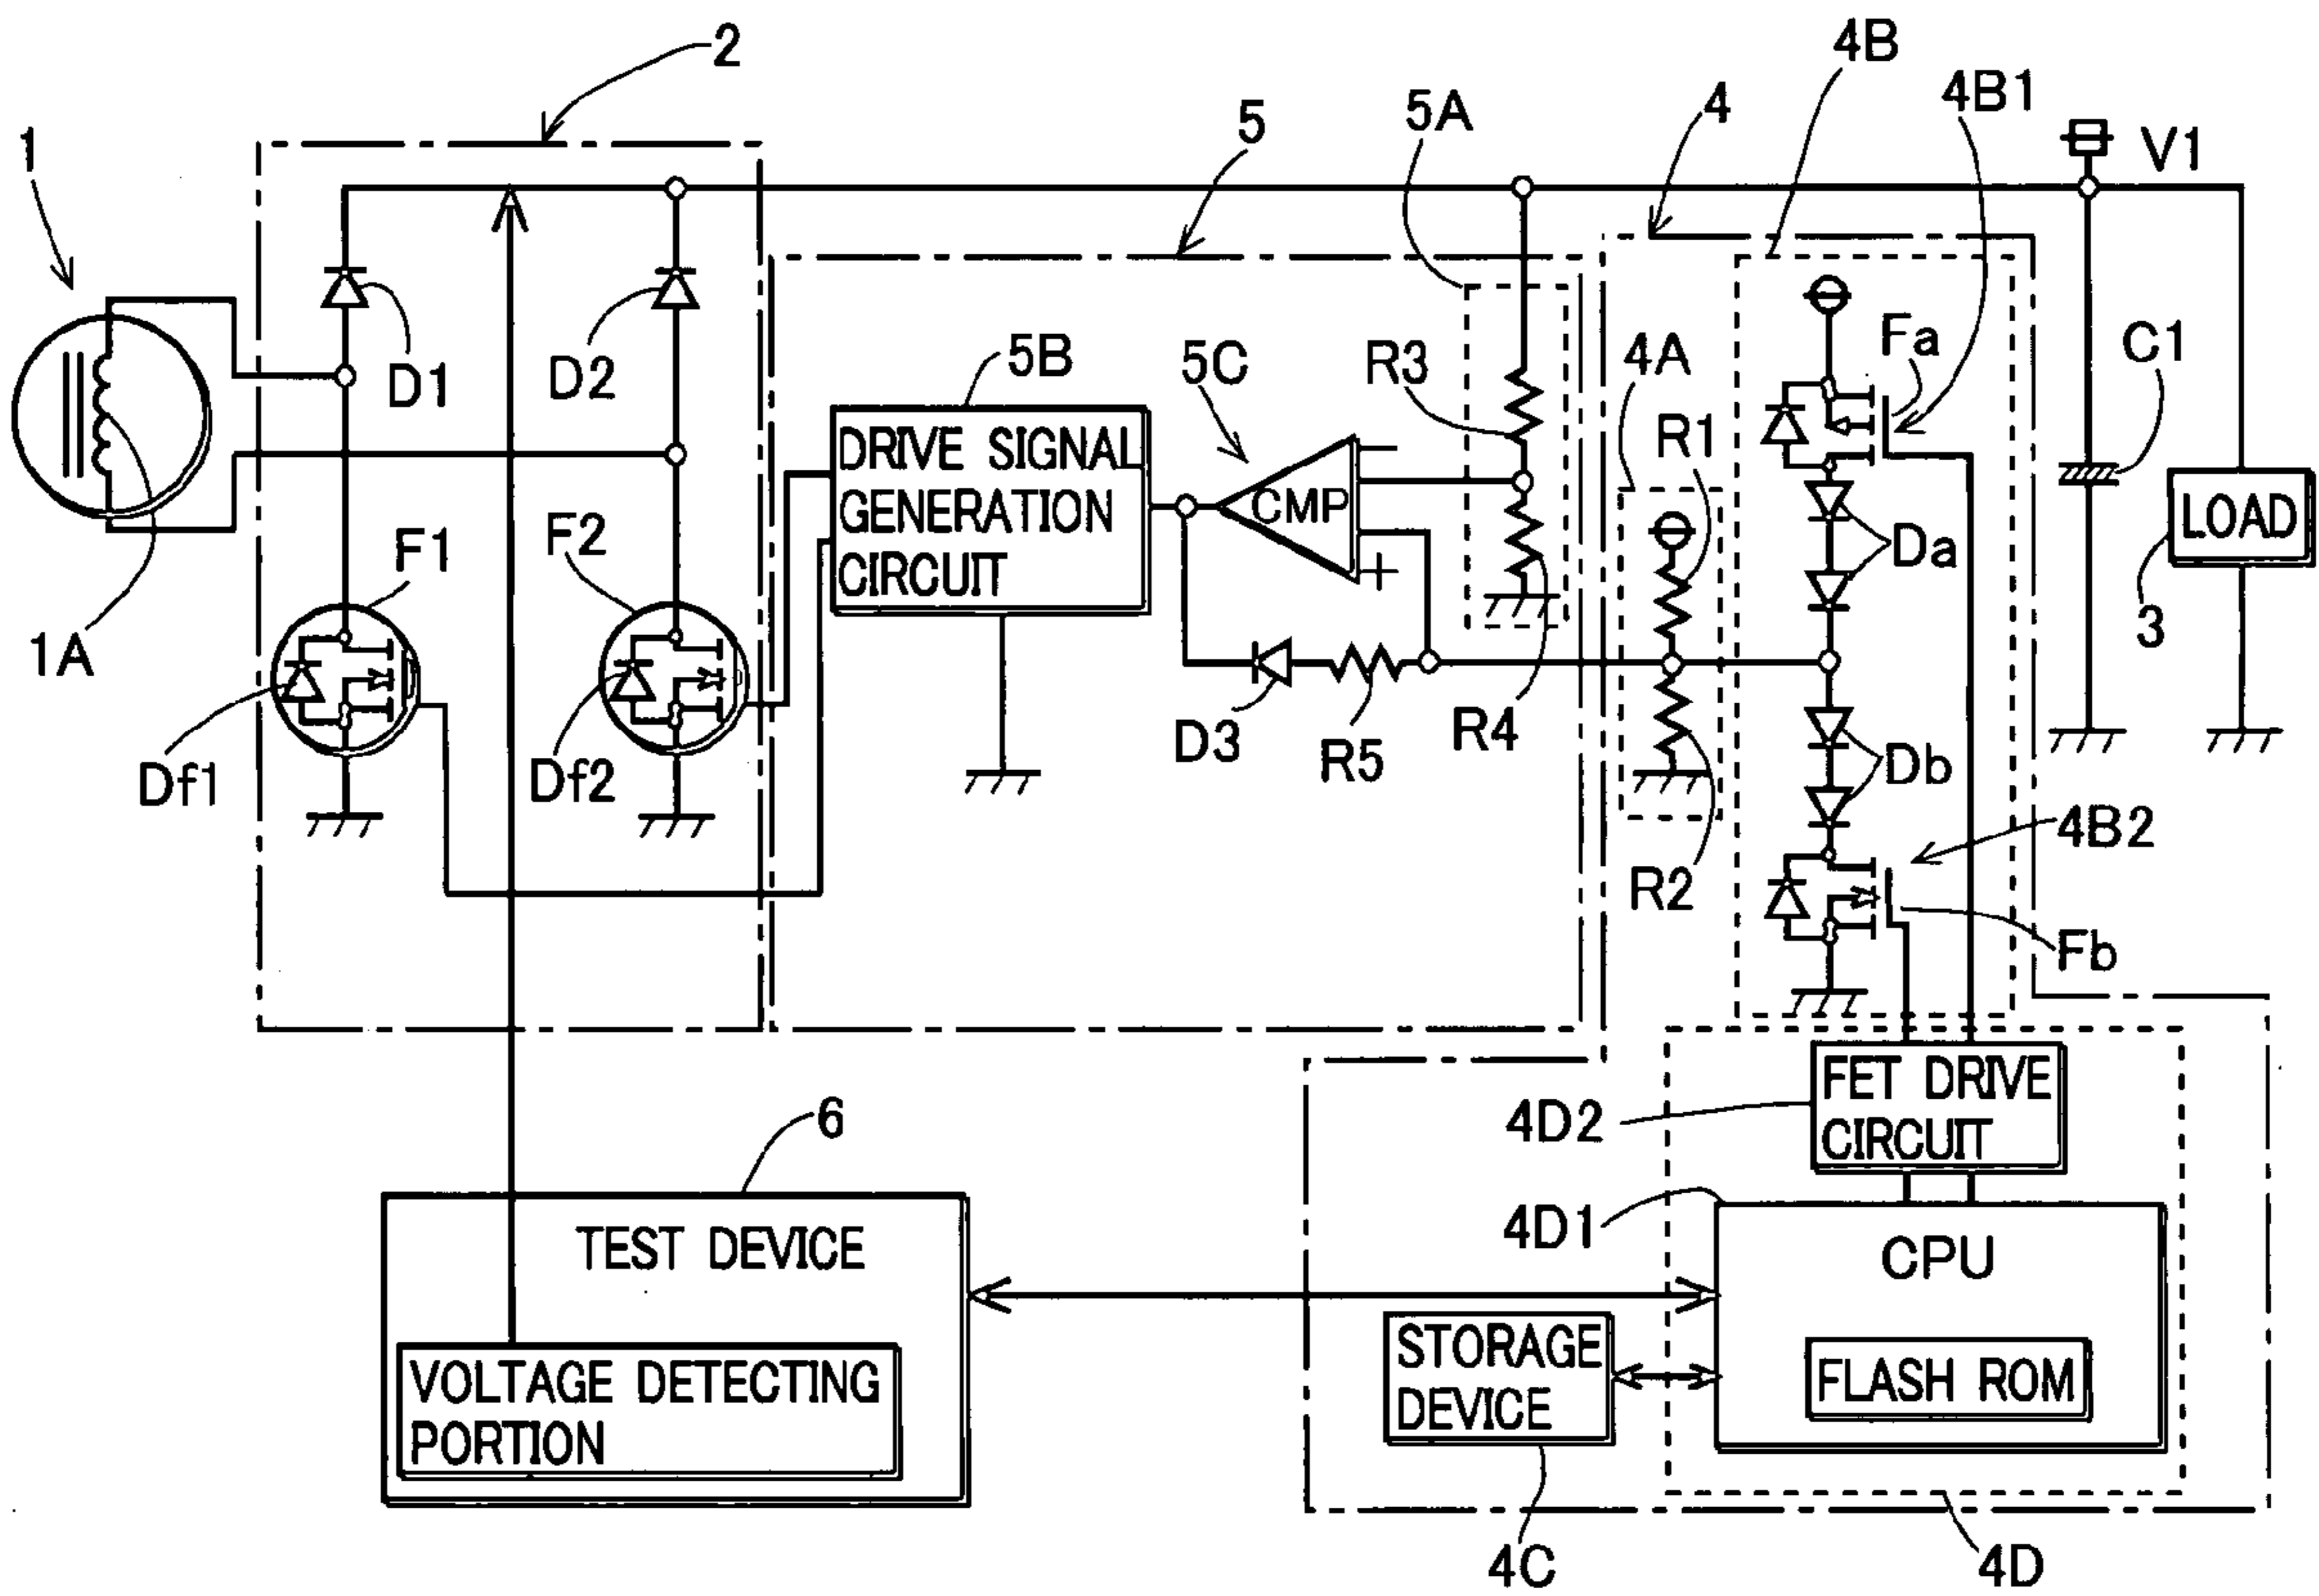 2
4B
4B1
5A
4
5
V1
1
Fa
C1
D1
D2
5B
5C
R3
4A
R1
DRIVE SIGNAL
GENERATION
CIRCUIT
CMP
−
+
LOAD
Da
3
F1
F2
1A
D3
R5
R4
Df1
Df2
Db
R2
4B2
Fb
FET DRIVE
CIRCUIT
4D2
6
4D1
TEST DEVICE
CPU
STORAGE
DEVICE
FLASH ROM
VOLTAGE DETECTING
PORTION
4C
4D